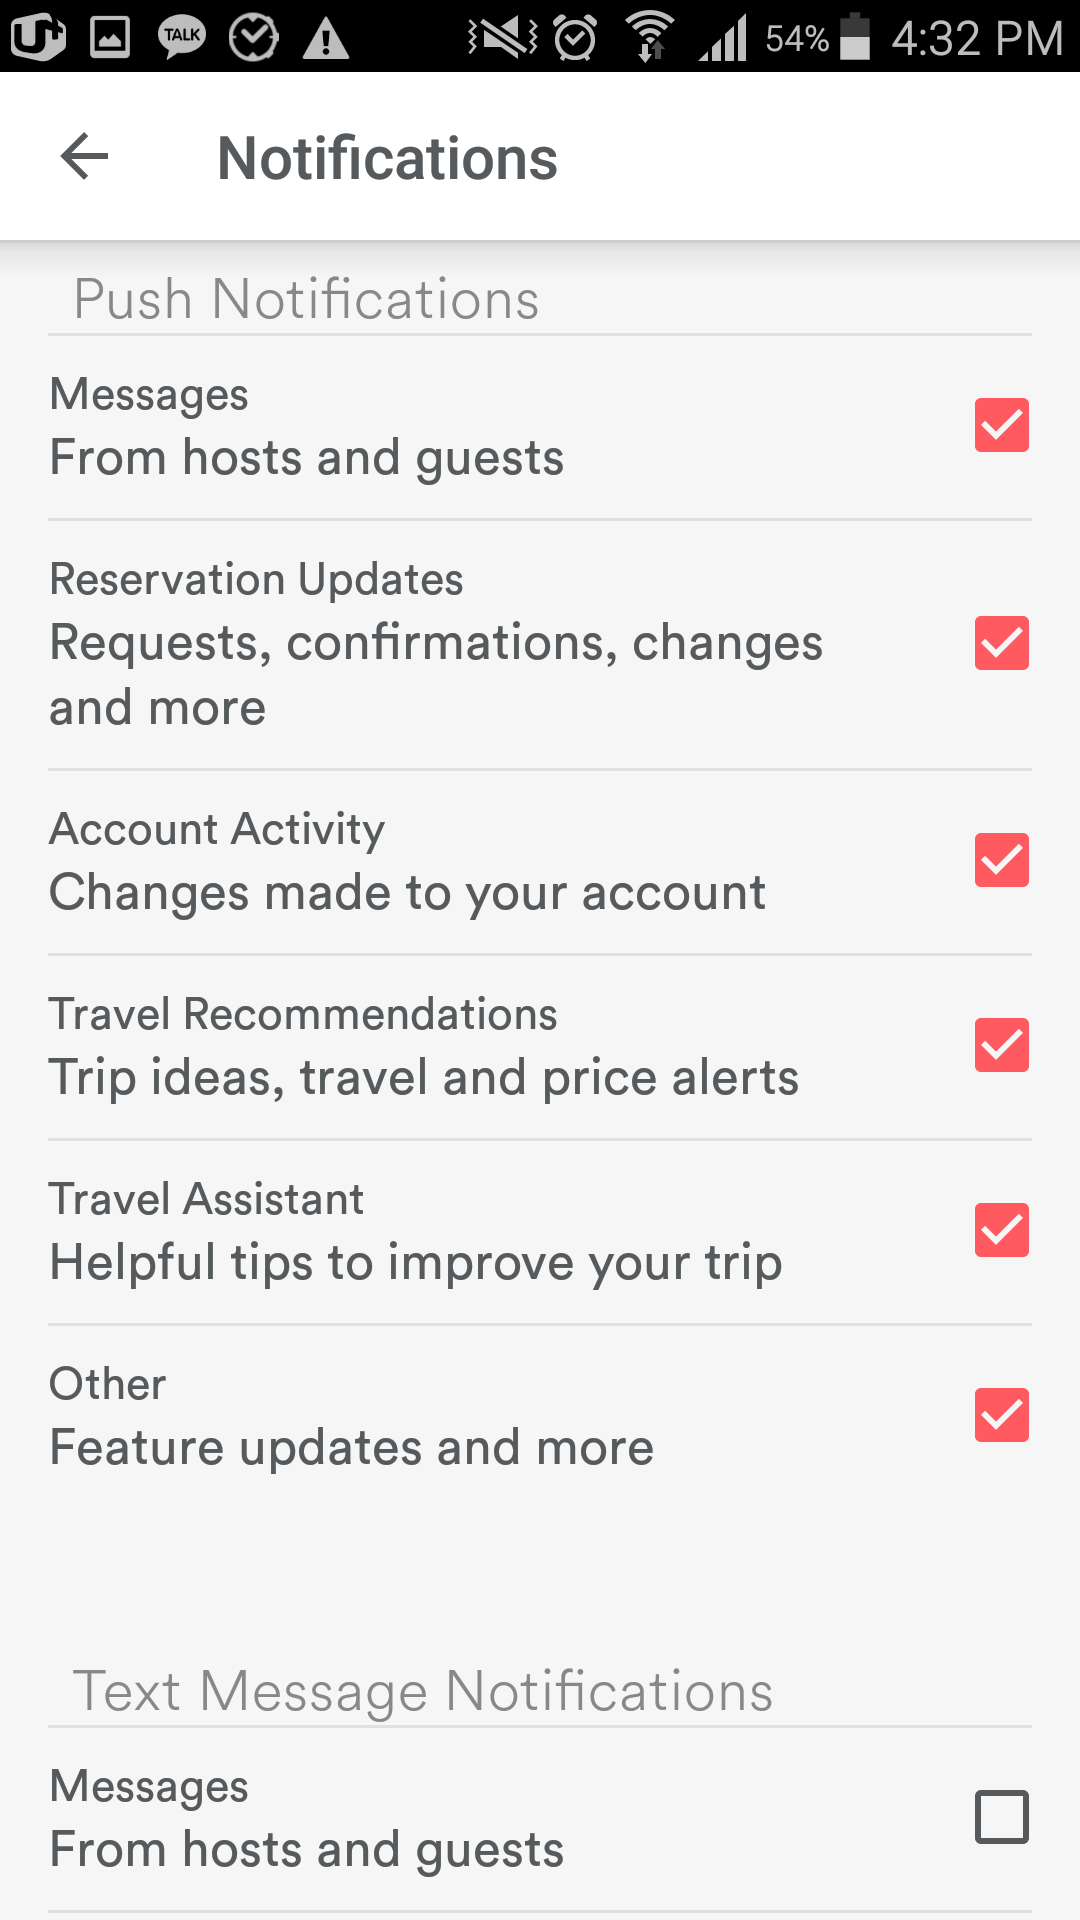 U+ TALK 54% 4:32 PM
Notifications
Push Notifications
Messages
From hosts and guests
Reservation Updates
Requests, confirmations, changes
and more
Account Activity
Changes made to your account
Travel Recommendations
Trip ideas, travel and price alerts
Travel Assistant
Helpful tips to improve your trip
Other
Feature updates and more
Text Message Notifications
Messages
From hosts and guests